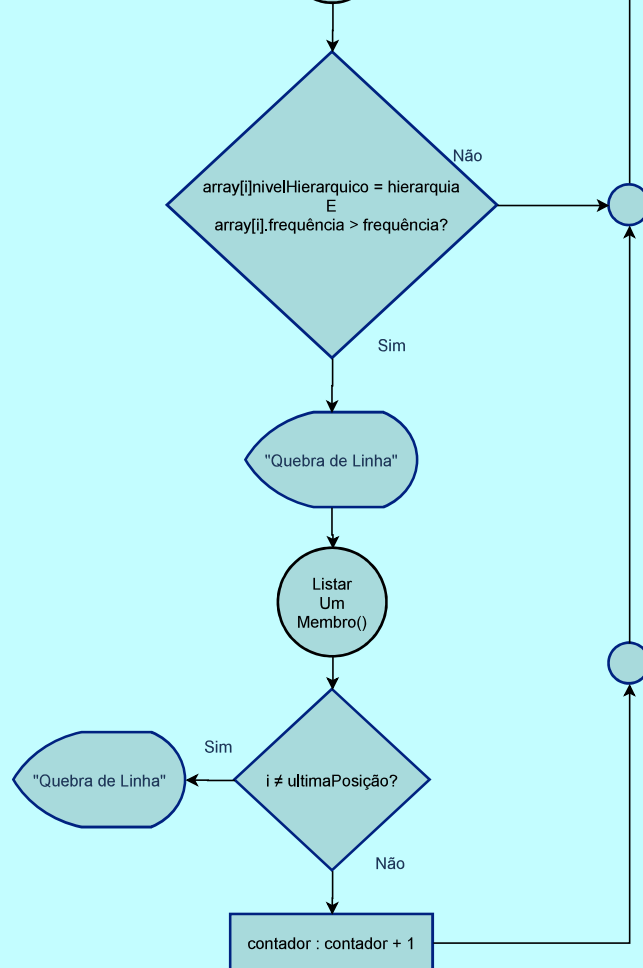 Não
array[i]nivelHierarquico = hierarquia
E
array[i].frequência > frequência?
Sim
"Quebra de Linha"
Listar
Um
Membro()
Sim
"Quebra de Linha"
i ≠ ultimaPosição?
Não
contador : contador + 1